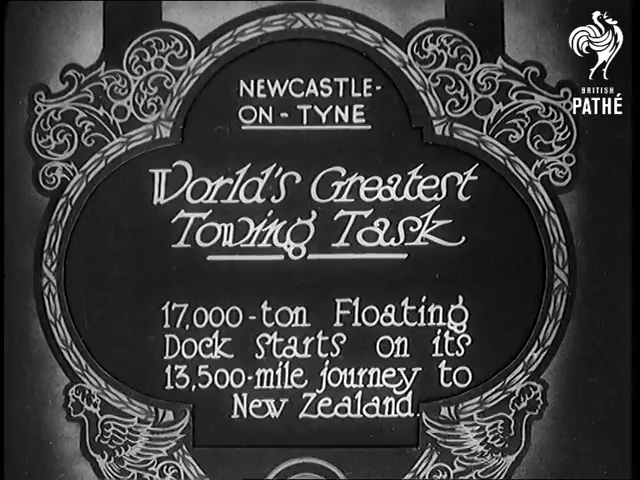 BRITISH
PATHÉ
NEWCASTLE-
ON-TYNE
World's Greatest
Towing Task
17,000-ton Floating
Dock starts on its
13,500-mile journey to
New Zealand.